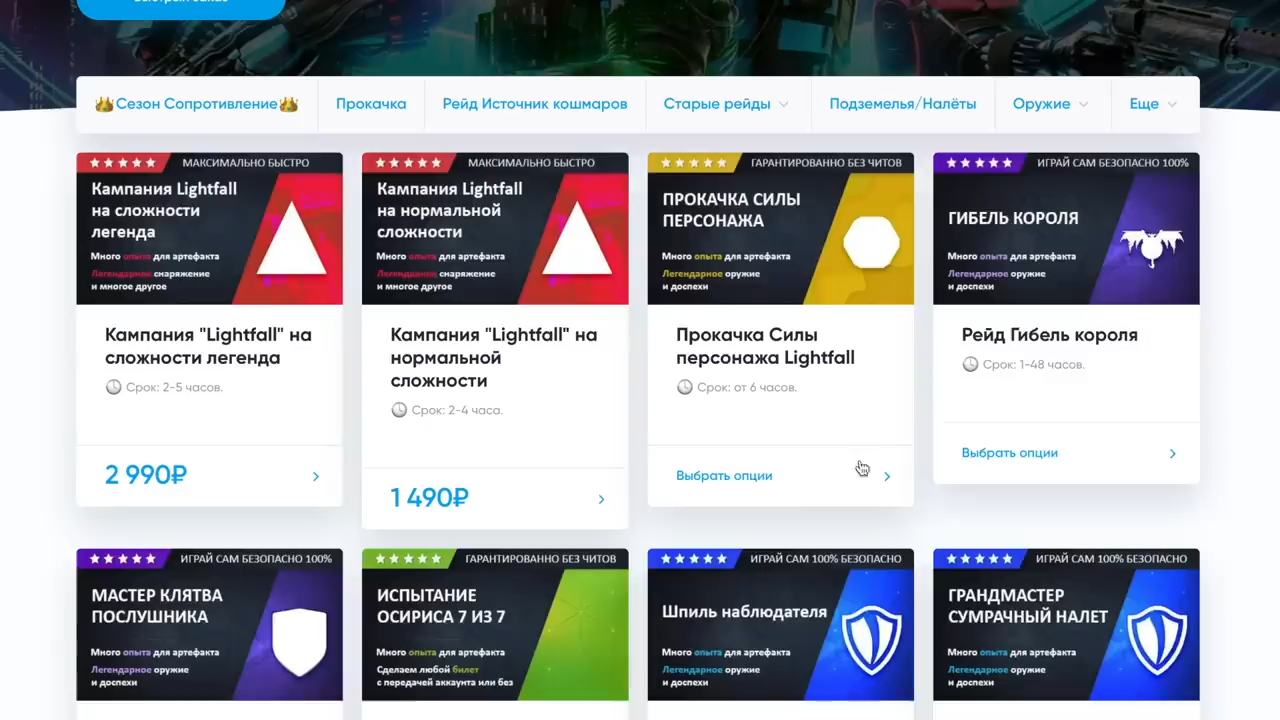 👑Сезон Сопротивление👑
Прокачка
Рейд Источник кошмаров
Старые рейды
Подземелья/Налёты
Оружие
Еще
МАКСИМАЛЬНО БЫСТРО
Кампания Lightfall
на сложности
легенда
Много опыта для артефакта
Легендарное снаряжение
и многое другое
Кампания "Lightfall" на
сложности легенда
Срок: 2-5 часов.
2 990₽
МАКСИМАЛЬНО БЫСТРО
Кампания Lightfall
на нормальной
сложности
Много опыта для артефакта
Легендарное снаряжение
и многое другое
Кампания "Lightfall" на
нормальной
сложности
Срок: 2-4 часа.
1 490₽
ГАРАНТИРОВАННО БЕЗ ЧИТОВ
ПРОКАЧКА СИЛЫ
ПЕРСОНАЖА
Много опыта для артефакта
Легендарное оружие
и доспехи
Прокачка Силы
персонажа Lightfall
Срок: от 6 часов.
Выбрать опции
ИГРАЙ САМ БЕЗОПАСНО 100%
ГИБЕЛЬ КОРОЛЯ
Много опыта для артефакта
Легендарное оружие
и доспехи
Рейд Гибель короля
Срок: 1-48 часов.
Выбрать опции
ИГРАЙ САМ БЕЗОПАСНО 100%
МАСТЕР КЛЯТВА
ПОСЛУШНИКА
Много опыта для артефакта
Легендарное оружие
и доспехи
ГАРАНТИРОВАННО БЕЗ ЧИТОВ
ИСПЫТАНИЕ
ОСИРИСА 7 ИЗ 7
Много опыта для артефакта
Сделаем любой билет
с передачей аккаунта или без
ИГРАЙ САМ 100% БЕЗОПАСНО
Шпиль наблюдателя
Много опыта для артефакта
Легендарное оружие
и доспехи
ИГРАЙ САМ 100% БЕЗОПАСНО
ГРАНДМАСТЕР
СУМРАЧНЫЙ НАЛЕТ
Много опыта для артефакта
Легендарное оружие
и доспехи